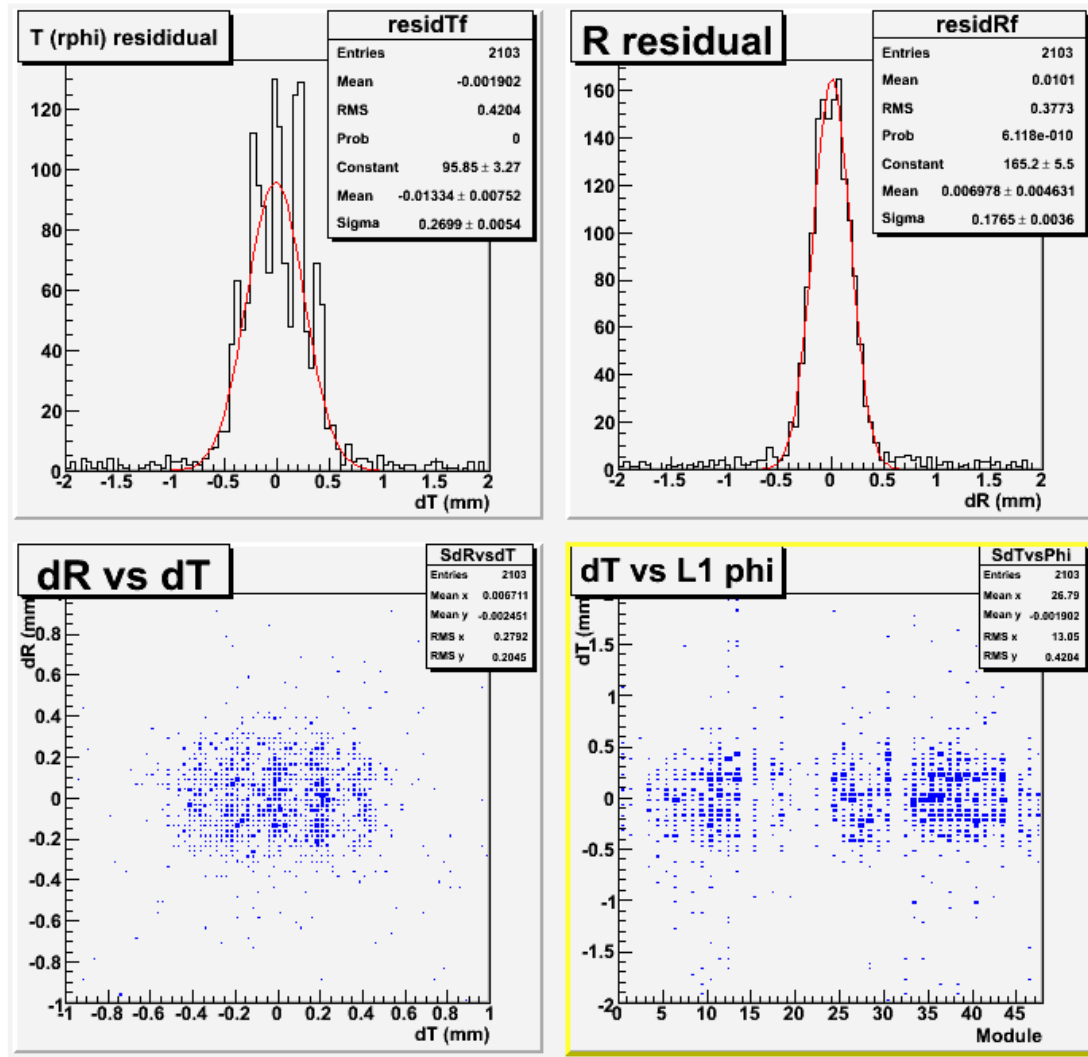 T (rphi) resididual
residTf
Entries 2103
Mean -0.001902
RMS 0.4204
Prob 0
Constant 95.85 ± 3.27
Mean -0.01334 ± 0.00752
Sigma 0.2699 ± 0.0054
120
100
80
60
40
20
0
-2 -1.5 -1 -0.5 0 0.5 1 1.5 2
dT (mm)
R residual
residRf
Entries 2103
Mean 0.0101
RMS 0.3773
Prob 6.118e-010
Constant 165.2 ± 5.5
Mean 0.006978 ± 0.004631
Sigma 0.1765 ± 0.0036
160
140
120
100
80
60
40
20
0
-2 -1.5 -1 -0.5 0 0.5 1 1.5 2
dR (mm)
dR vs dT
SdRvsdT
Entries 2103
Mean x 0.006711
Mean y -0.002451
RMS x 0.2792
RMS y 0.2045
dR (mm)
0.8
0.6
0.4
0.2
0
-0.2
-0.4
-0.6
-0.8
-1
-1 -0.8 -0.6 -0.4 -0.2 0 0.2 0.4 0.6 0.8 1
dT (mm)
dT vs L1 phi
SdTvsPhi
Entries 2103
Mean x 26.79
Mean y -0.001902
RMS x 13.05
RMS y 0.4204
dT (mm
1.5
1
0.5
0
-0.5
-1
-1.5
-2
0 5 10 15 20 25 30 35 40 45
Module